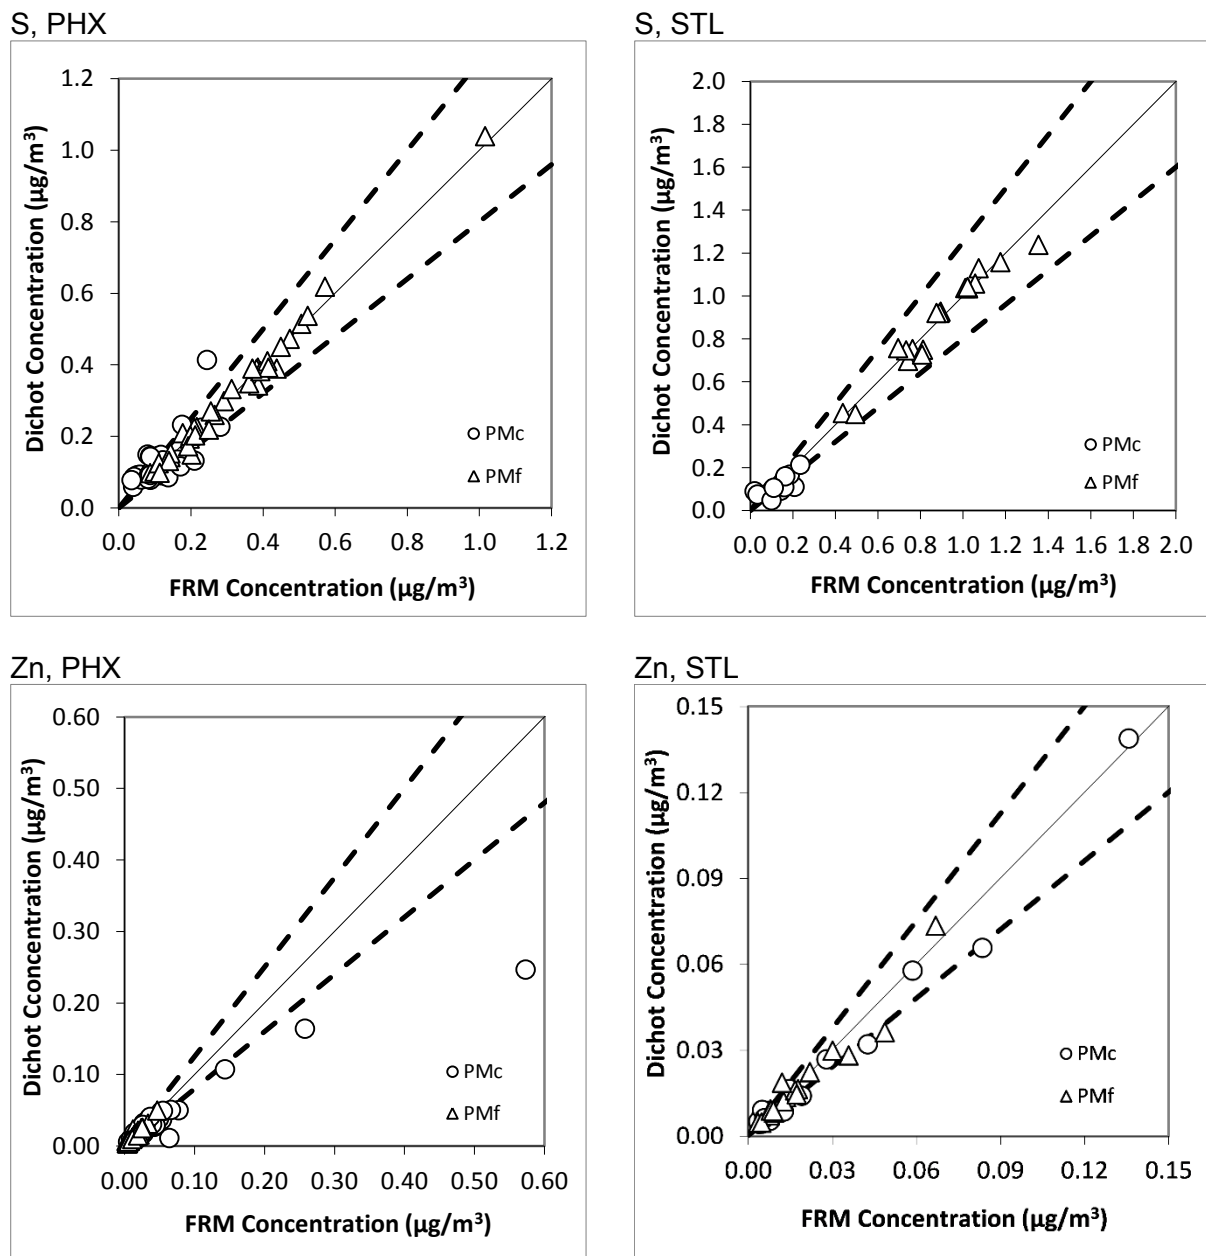 S, PHX
1.2
1.0
0.8
0.6
0.4
0.2
0.0
Dichot Concentration (µg/m³)
PMc
PMf
0.0 0.2 0.4 0.6 0.8 1.0 1.2
FRM Concentration (µg/m³)
S, STL
2.0
1.8
1.6
1.4
1.2
1.0
0.8
0.6
0.4
0.2
0.0
Dichot Concentration (µg/m³)
PMc
PMf
0.0 0.2 0.4 0.6 0.8 1.0 1.2 1.4 1.6 1.8 2.0
FRM Concentration (µg/m³)
Zn, PHX
0.60
0.50
0.40
0.30
0.20
0.10
0.00
Dichot Cconcentration (µg/m³)
PMc
PMf
0.00 0.10 0.20 0.30 0.40 0.50 0.60
FRM Concentration (µg/m³)
Zn, STL
0.15
0.12
0.09
0.06
0.03
0.00
Dichot Concentration (µg/m³)
PMc
PMf
0.00 0.03 0.06 0.09 0.12 0.15
FRM Concentration (µg/m³)